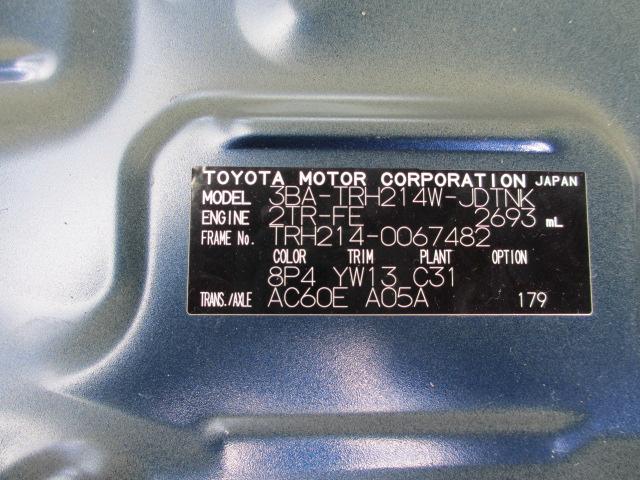 TOYOTA MOTOR CORPORATION JAPAN
MODEL 3BA-TRH214W-JDTNK
ENGINE 2TR-FE 2693 mL
FRAME No. TRH214-0067482
COLOR TRIM PLANT OPTION
8P4 YW13 C31
TRANS./AXLE AC60E A05A 179